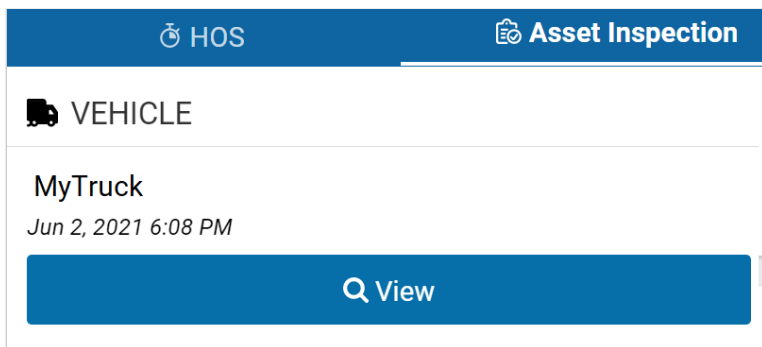 HOS
Asset Inspection
VEHICLE
MyTruck
Jun 2, 2021 6:08 PM
View